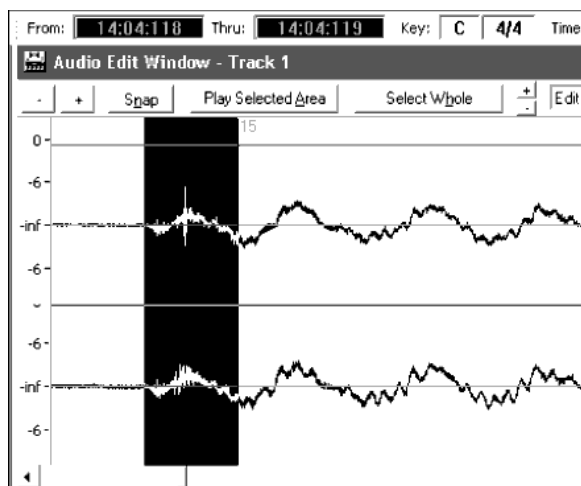 From: 14:04:118 Thru: 14:04:119 Key: C 4/4 Time
Audio Edit Window - Track 1
- + Snap Play Selected Area Select Whole + - Edit
15
0
-6
-inf
-6
-6
-inf
-6